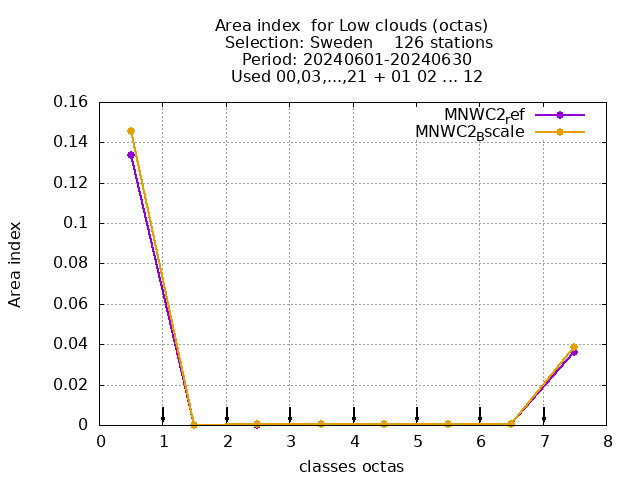 Area index  for Low clouds (octas)
Selection: Sweden    126 stations
Period: 20240601-20240630
Used 00,03,...,21 + 01 02 ... 12
MNWC2ref
MNWC2Bscale
0.16
0.14
0.12
0.1
0.08
0.06
0.04
0.02
0
Area index
0 1 2 3 4 5 6 7 8
classes octas